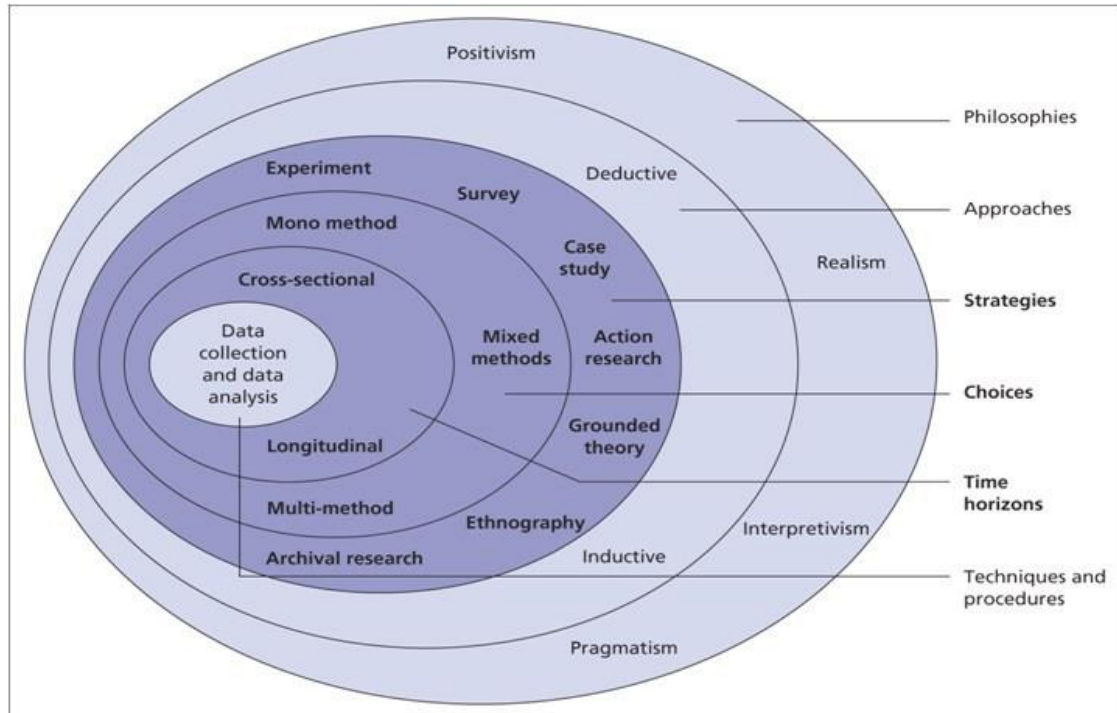 Positivism
Philosophies
Deductive
Approaches
Realism
Experiment
Survey
Case
study
Strategies
Mono method
Cross-sectional
Mixed
methods
Action
research
Choices
Data
collection
and data
analysis
Longitudinal
Grounded
theory
Time
horizons
Multi-method
Ethnography
Interpretivism
Archival research
Inductive
Techniques and
procedures
Pragmatism